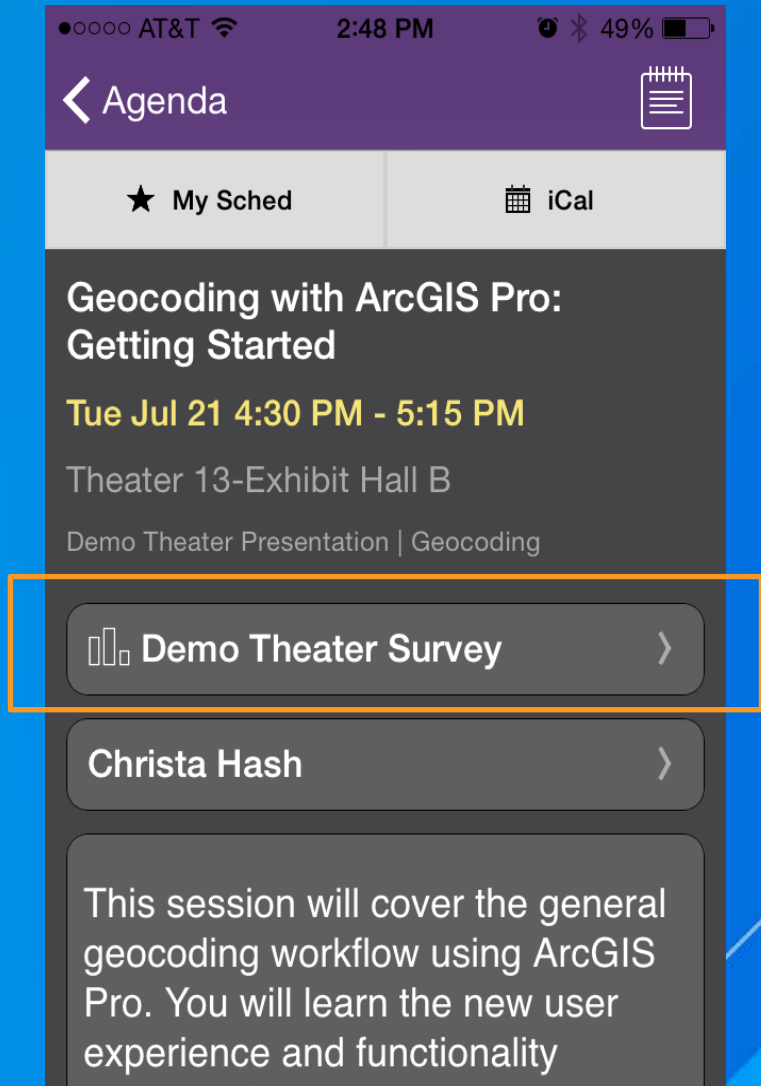 AT&T 2:48 PM 49%
Agenda
My Sched iCal
Geocoding with ArcGIS Pro:
Getting Started
Tue Jul 21 4:30 PM - 5:15 PM
Theater 13-Exhibit Hall B
Demo Theater Presentation | Geocoding
Demo Theater Survey
Christa Hash
This session will cover the general
geocoding workflow using ArcGIS
Pro. You will learn the new user
experience and functionality